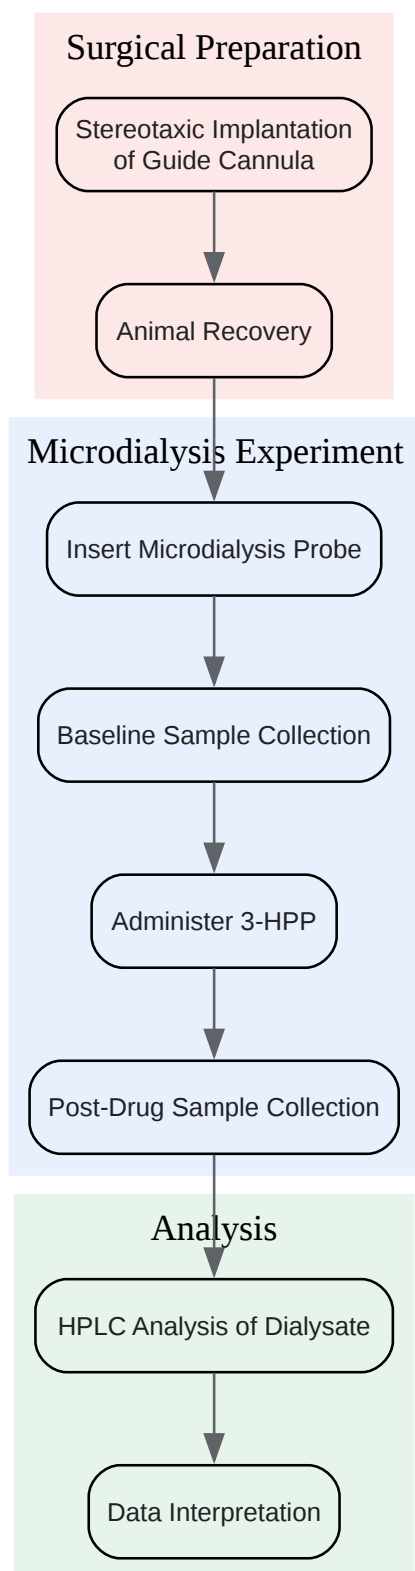 Surgical Preparation
Stereotaxic Implantation
of Guide Cannula
Animal Recovery
Microdialysis Experiment
Insert Microdialysis Probe
Baseline Sample Collection
Administer 3-HPP
Post-Drug Sample Collection
Analysis
HPLC Analysis of Dialysate
Data Interpretation